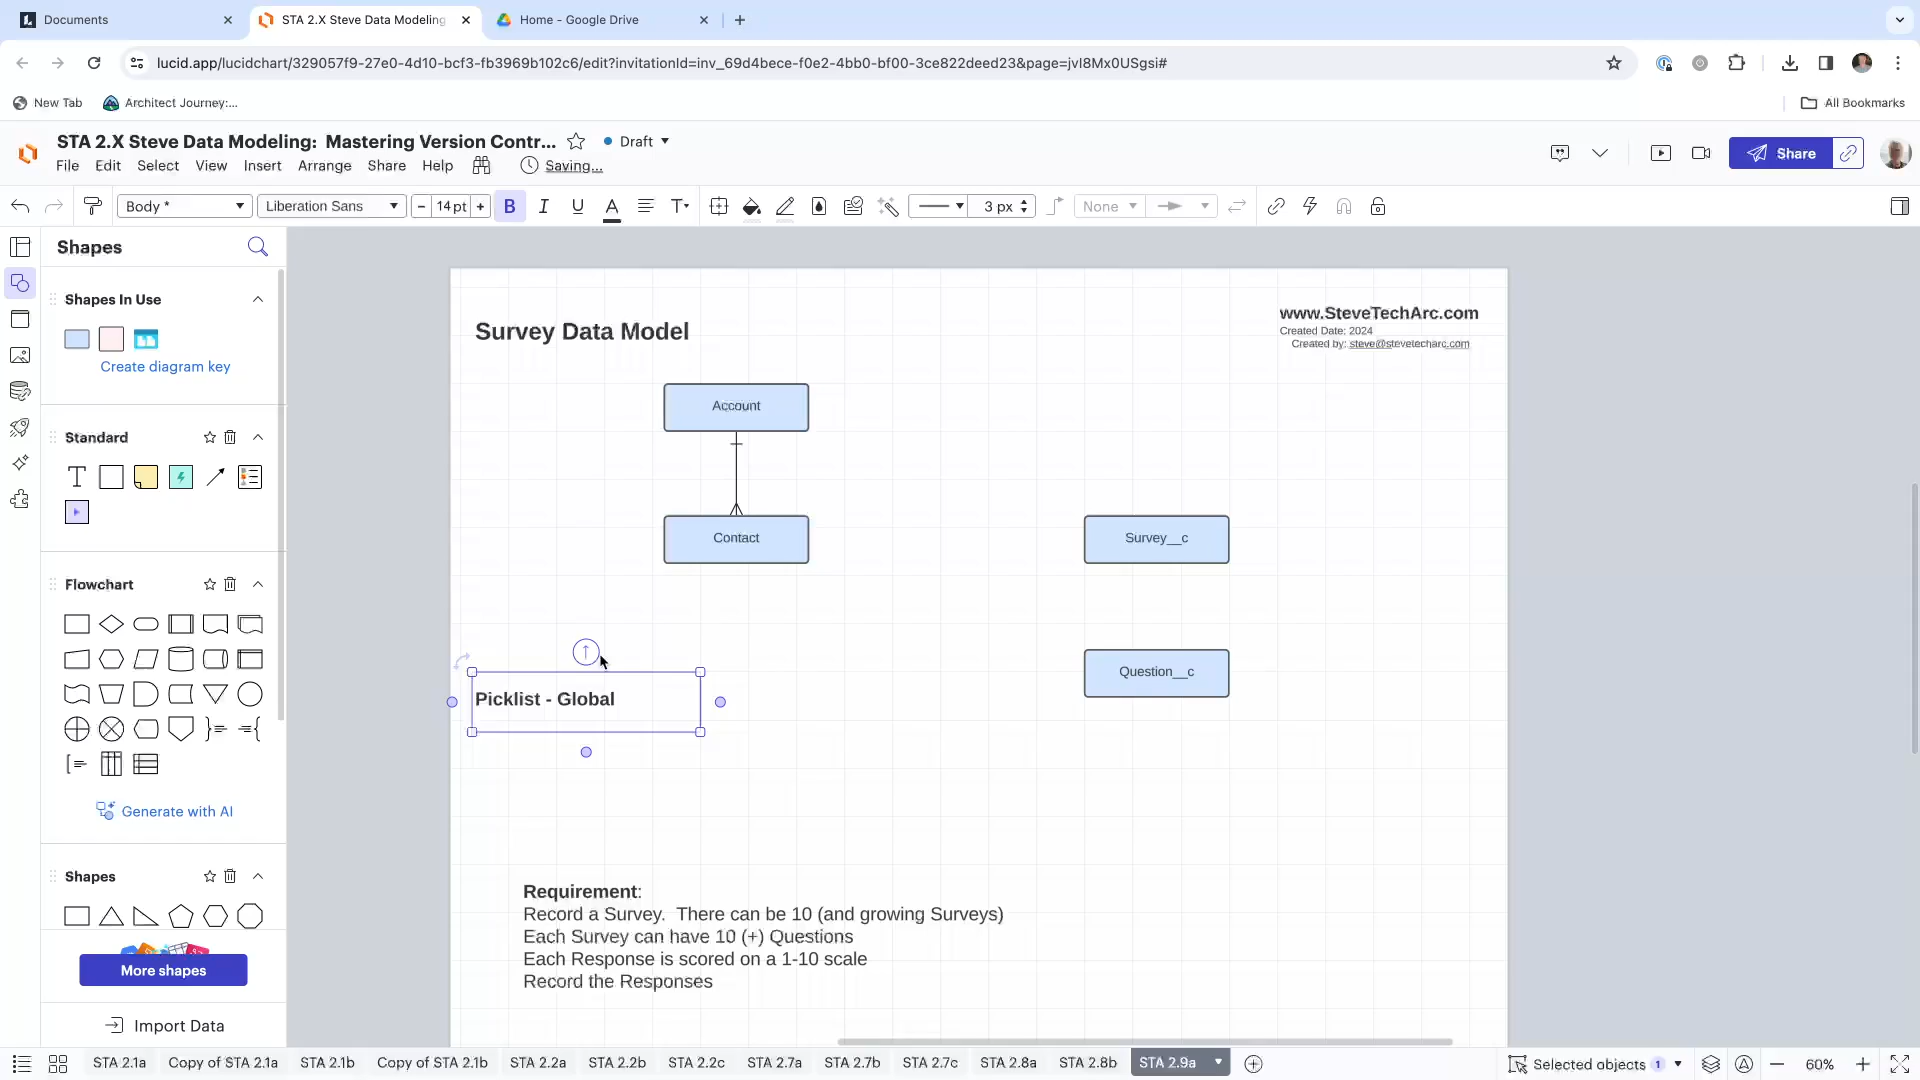 Documents
STA 2.X Steve Data Modeling
Home - Google Drive
lucid.app/lucidchart/329057f9-27e0-4d10-bcf3-fb3969b102c6/edit?invitationId=inv_69d4bece-f0e2-4bb0-bf00-3ce822deed23&page=jvI8Mx0USgsi#
New Tab
Architect Journey:...
All Bookmarks
STA 2.X Steve Data Modeling:  Mastering Version Contr...
Draft
File Edit Select View Insert Arrange Share Help
Saving...
Share
Body *
Liberation Sans
- 14 pt +
B I U A T
3 px
None
Shapes
Shapes In Use
Create diagram key
Standard
T
Flowchart
Generate with AI
Shapes
More shapes
Import Data
Survey Data Model
www.SteveTechArc.com
Created Date: 2024
Created by: steve@stevetecharc.com
Account
Contact
Survey__c
Question__c
Picklist - Global
Requirement:
Record a Survey.  There can be 10 (and growing Surveys)
Each Survey can have 10 (+) Questions
Each Response is scored on a 1-10 scale
Record the Responses
STA 2.1a
Copy of STA 2.1a
STA 2.1b
Copy of STA 2.1b
STA 2.2a
STA 2.2b
STA 2.2c
STA 2.7a
STA 2.7b
STA 2.7c
STA 2.8a
STA 2.8b
STA 2.9a
Selected objects 1
60%